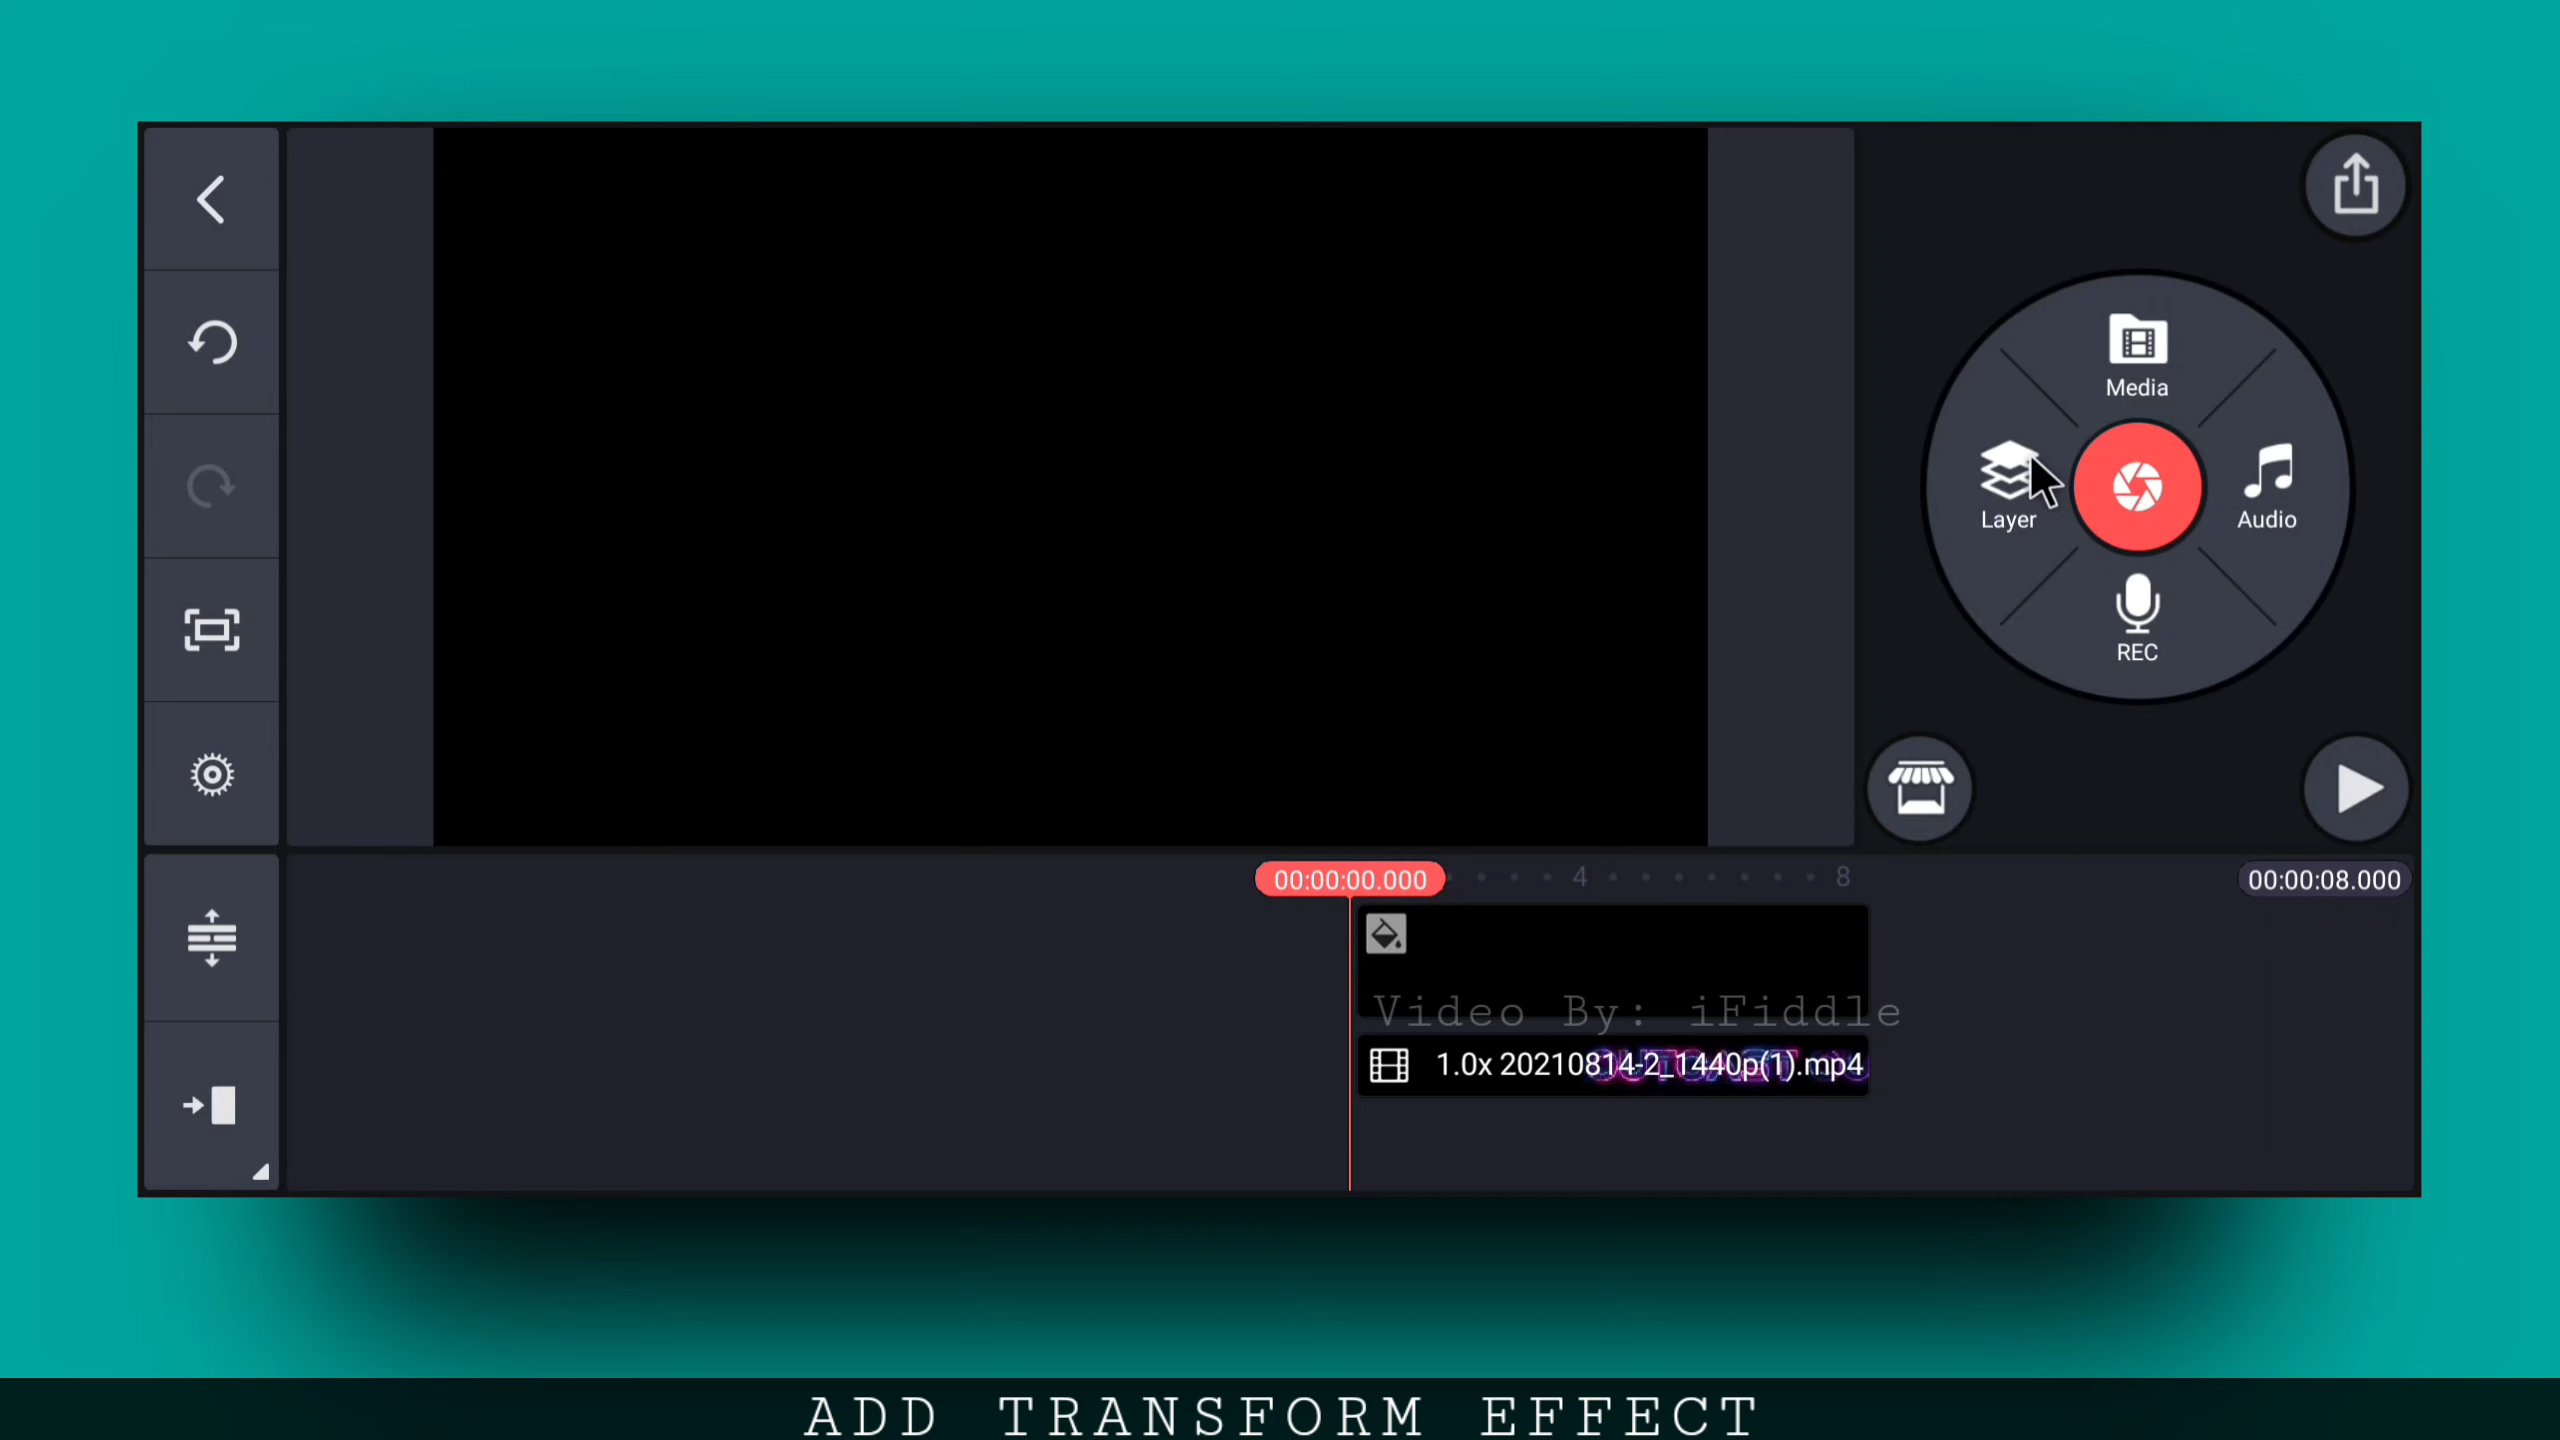 Media
Layer
Audio
REC
00:00:00.000
4
8
00:00:08.000
Video By: iFiddle
1.0x 20210814-2_1440p(1).mp4
ADD TRANSFORM EFFECT